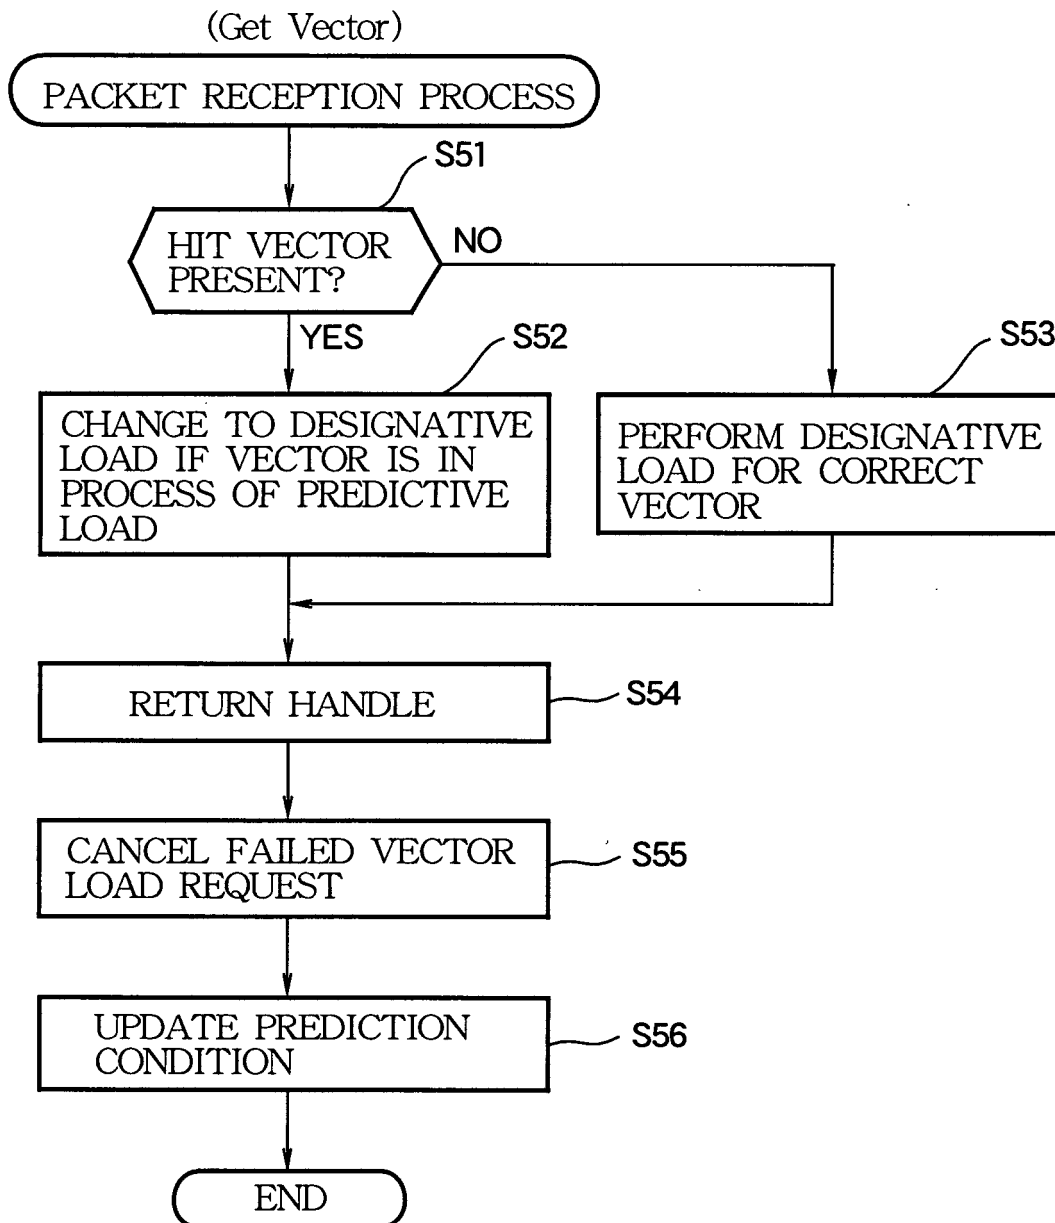 (Get Vector)
PACKET RECEPTION PROCESS
S51
HIT VECTOR
PRESENT?
NO
YES
S52
S53
CHANGE TO DESIGNATIVE
LOAD IF VECTOR IS IN
PROCESS OF PREDICTIVE
LOAD
PERFORM DESIGNATIVE
LOAD FOR CORRECT
VECTOR
RETURN HANDLE
S54
CANCEL FAILED VECTOR
LOAD REQUEST
S55
UPDATE PREDICTION
CONDITION
S56
END